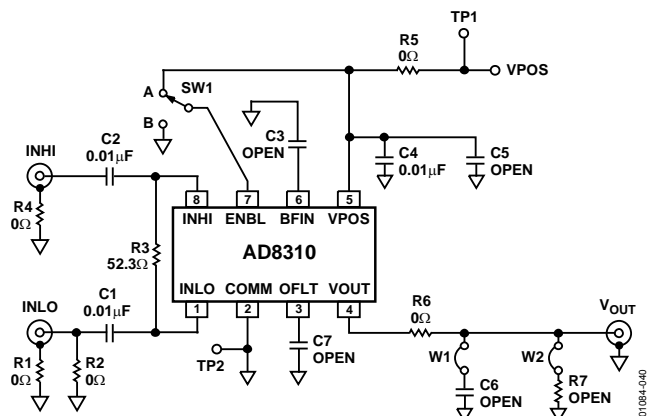 TP1
R5
0Ω
VPOS
A
SW1
B
C3
OPEN
C4
0.01μF
C5
OPEN
INHI
C2
0.01μF
R4
0Ω
8
7
6
5
INHI
ENBL
BFIN
VPOS
R3
52.3Ω
AD8310
INLO
COMM
OFLT
VOUT
1
2
3
4
INLO
C1
0.01μF
R1
0Ω
R2
0Ω
TP2
C7
OPEN
R6
0Ω
VOUT
W1
W2
C6
OPEN
R7
OPEN
01084-040